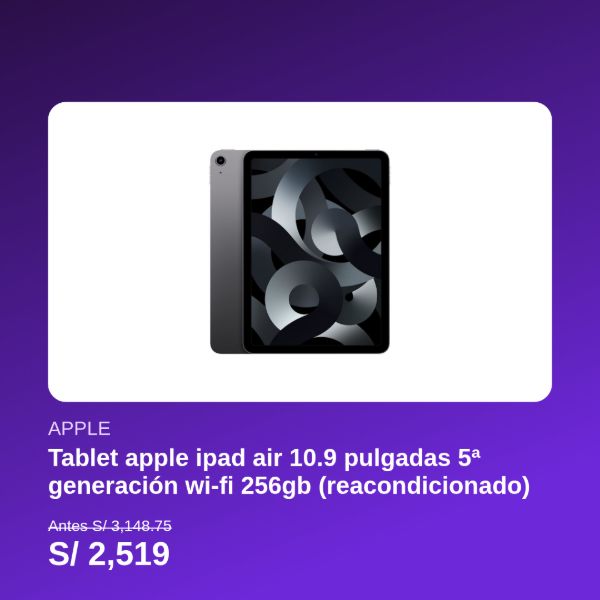 APPLE
Tablet apple ipad air 10.9 pulgadas 5ª
generación wi-fi 256gb (reacondicionado)
Antes S/ 3,148.75
S/ 2,519